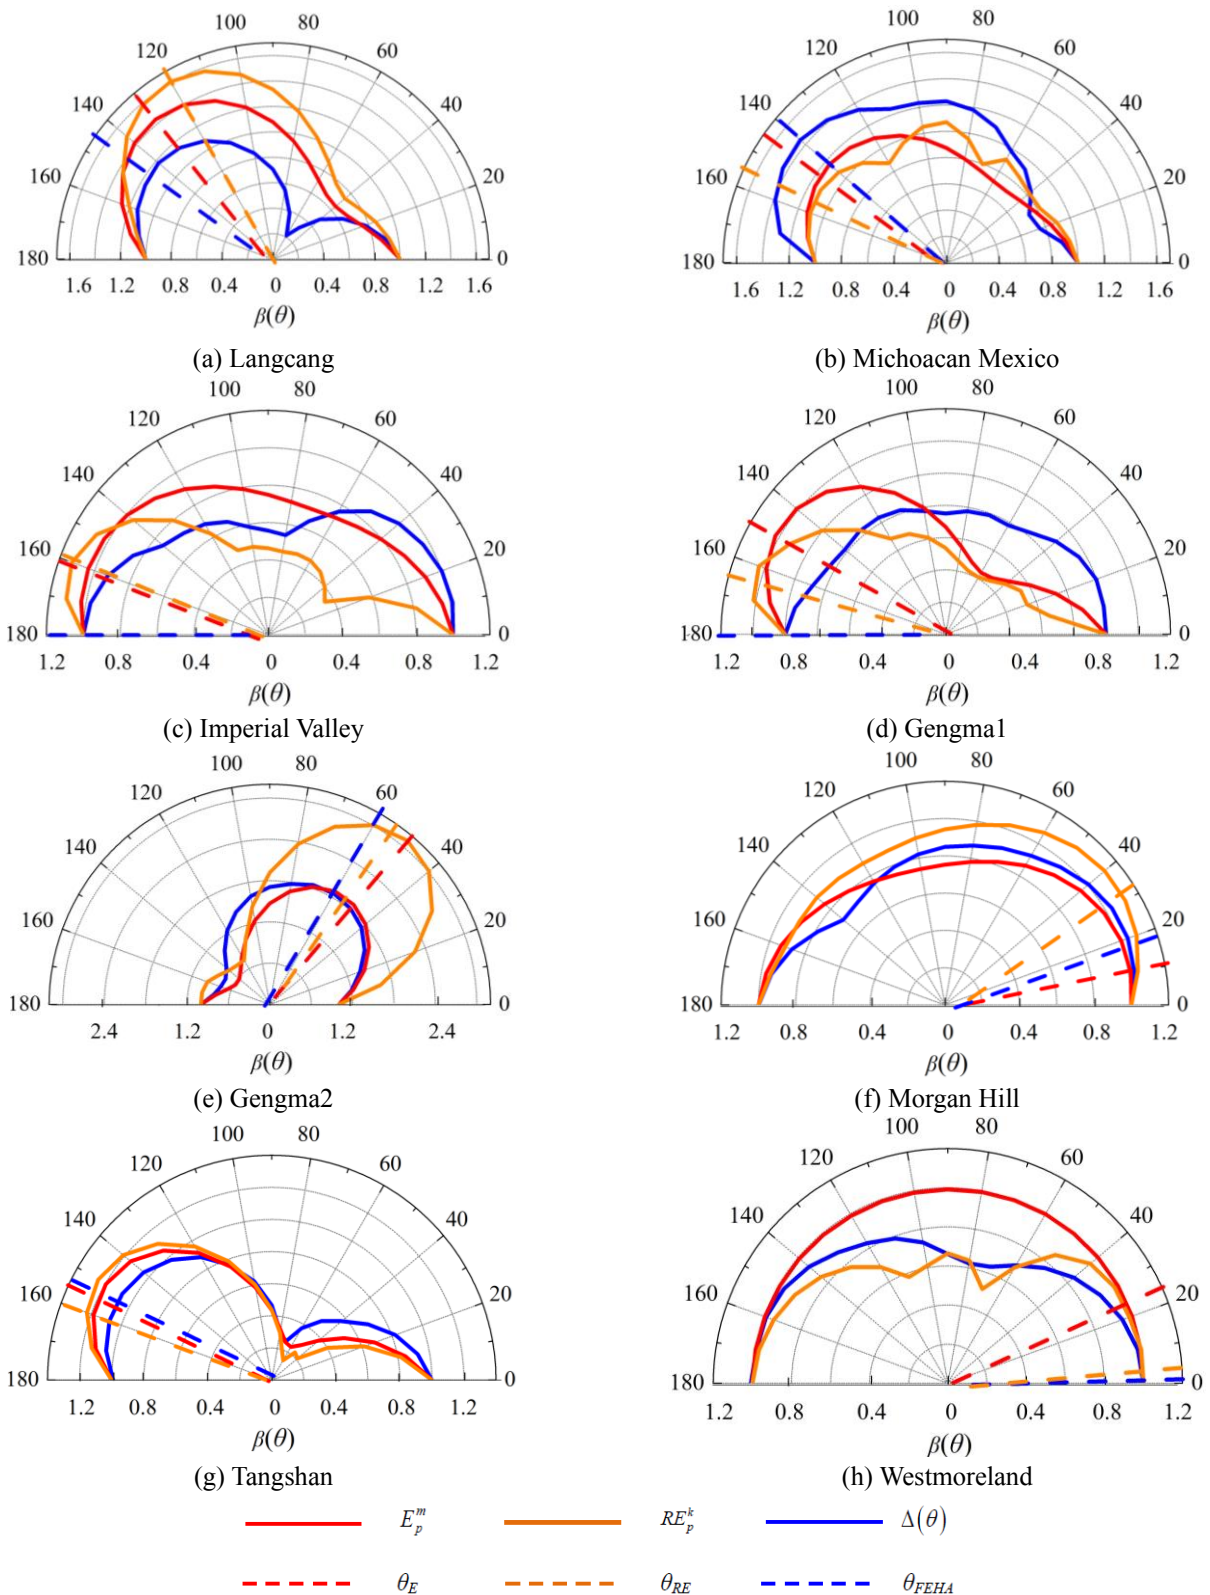 100 80
120 60
140 40
160 20
180 0
1.6 1.2 0.8 0.4 0 0.4 0.8 1.2 1.6
β(θ)
(a) Langcang
100 80
120 60
140 40
160 20
180 0
1.6 1.2 0.8 0.4 0 0.4 0.8 1.2 1.6
β(θ)
(b) Michoacan Mexico
100 80
120 60
140 40
160 20
180 0
1.2 0.8 0.4 0 0.4 0.8 1.2
β(θ)
(c) Imperial Valley
100 80
120 60
140 40
160 20
180 0
1.2 0.8 0.4 0 0.4 0.8 1.2
β(θ)
(d) Gengma1
100 80
120 60
140 40
160 20
180 0
2.4 1.2 0 1.2 2.4
β(θ)
(e) Gengma2
100 80
120 60
140 40
160 20
180 0
1.2 0.8 0.4 0 0.4 0.8 1.2
β(θ)
(f) Morgan Hill
100 80
120 60
140 40
160 20
180 0
1.2 0.8 0.4 0 0.4 0.8 1.2
β(θ)
(g) Tangshan
100 80
120 60
140 40
160 20
180 0
1.2 0.8 0.4 0 0.4 0.8 1.2
β(θ)
(h) Westmoreland
E_p^m RE_p^k Δ(θ)
θ_E θ_RE θ_FEHA